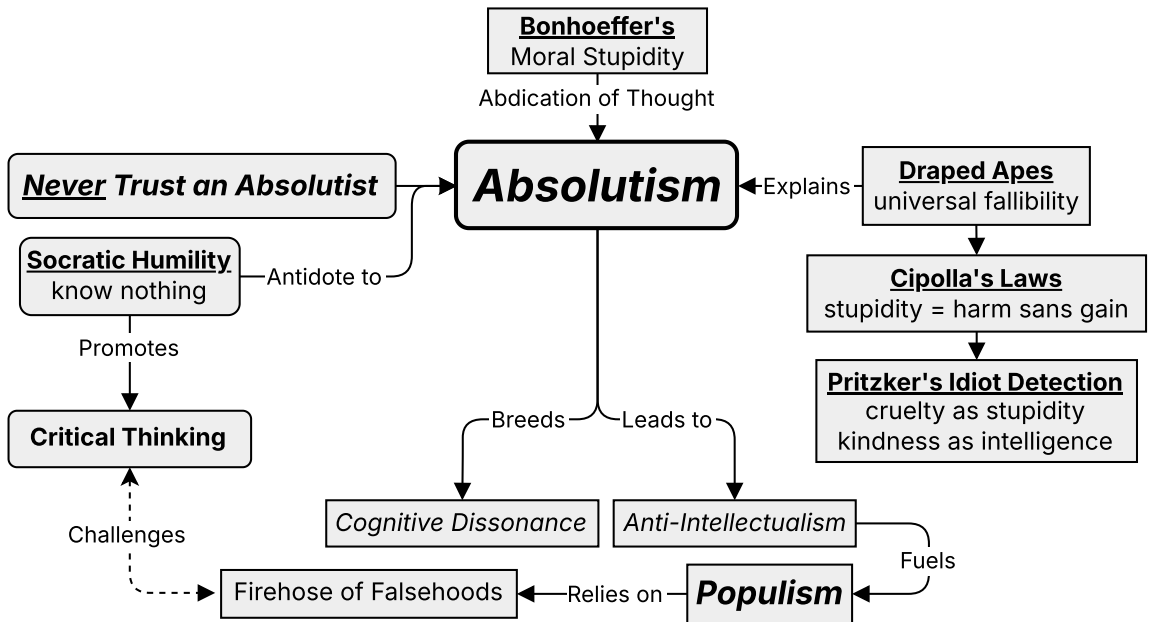 Bonhoeffer's
Moral Stupidity
Abdication of Thought
Never Trust an Absolutist
Absolutism
Explains
Draped Apes
universal fallibility
Socratic Humility
know nothing
Antidote to
Cipolla's Laws
stupidity = harm sans gain
Promotes
Pritzker's Idiot Detection
cruelty as stupidity
kindness as intelligence
Critical Thinking
Breeds
Leads to
Cognitive Dissonance
Anti-Intellectualism
Challenges
Fuels
Firehose of Falsehoods
Relies on
Populism